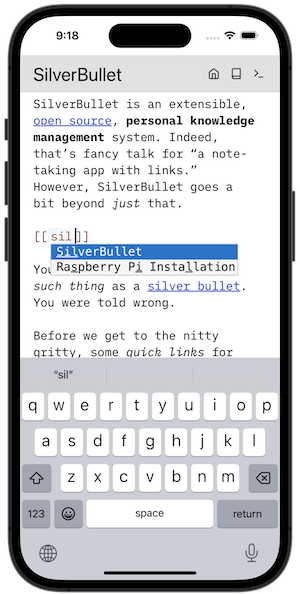 9:18
SilverBullet
SilverBullet is an extensible,
open source, personal knowledge
management system. Indeed,
that's fancy talk for “a note-
taking app with links.”
However, SilverBullet goes a
bit beyond just that.
[[sil]]
SilverBullet
Raspberry Pi Installation
You
such thing as a silver bullet.
You were told wrong.
Before we get to the nitty
gritty, some quick links for
“sil”
q w e r t y u i o p
a s d f g h j k l
z x c v b n m
123 space return